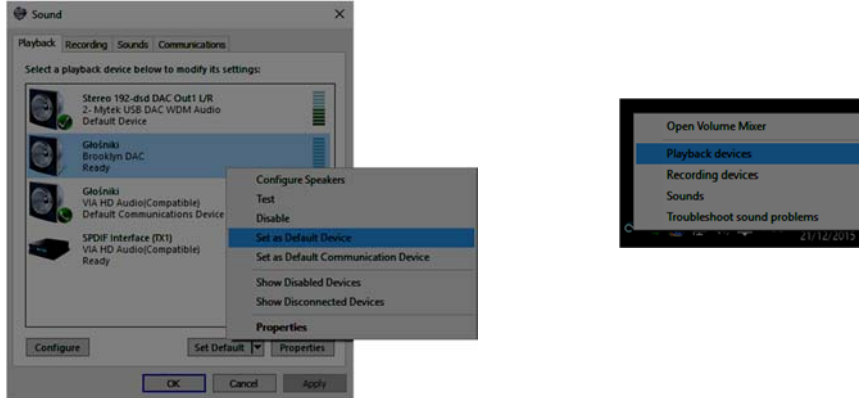 Sound
Playback Recording Sounds Communications
Select a playback device below to modify its settings:
Stereo 192-dsd DAC Out1 L/R
2- Mytek USB DAC WDM Audio
Default Device
Głośniki
Brooklyn DAC
Ready
Głośniki
VIA HD Audio(Compatible)
Default Communications Device
SPDIF Interface (TX1)
VIA HD Audio(Compatible)
Ready
Configure Speakers
Test
Disable
Set as Default Device
Set as Default Communication Device
Show Disabled Devices
Show Disconnected Devices
Properties
Configure Set Default Properties
OK Cancel Apply
Open Volume Mixer
Playback devices
Recording devices
Sounds
Troubleshoot sound problems
21/12/2015